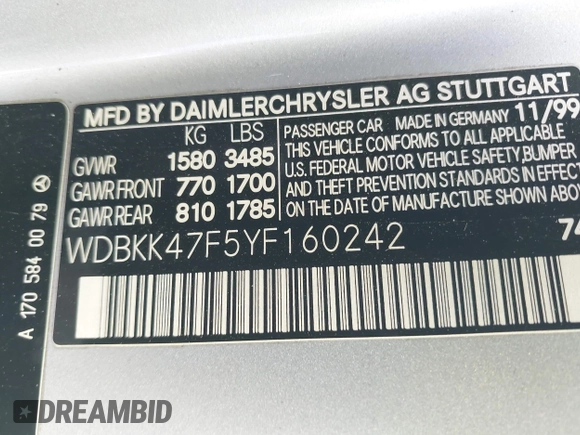 MFD BY DAIMLERCHRYSLER AG STUTTGART
KG LBS
GVWR 1580 3485
GAWR FRONT 770 1700
GAWR REAR 810 1785
PASSENGER CAR MADE IN GERMANY 11/99
THIS VEHICLE CONFORMS TO ALL APPLICABLE
U.S. FEDERAL MOTOR VEHICLE SAFETY, BUMPER
AND THEFT PREVENTION STANDARDS IN EFFECT
ON THE DATE OF MANUFACTURE SHOWN ABOV
WDBKK47F5YF160242
74
A 170 584 00 79
DREAMBID